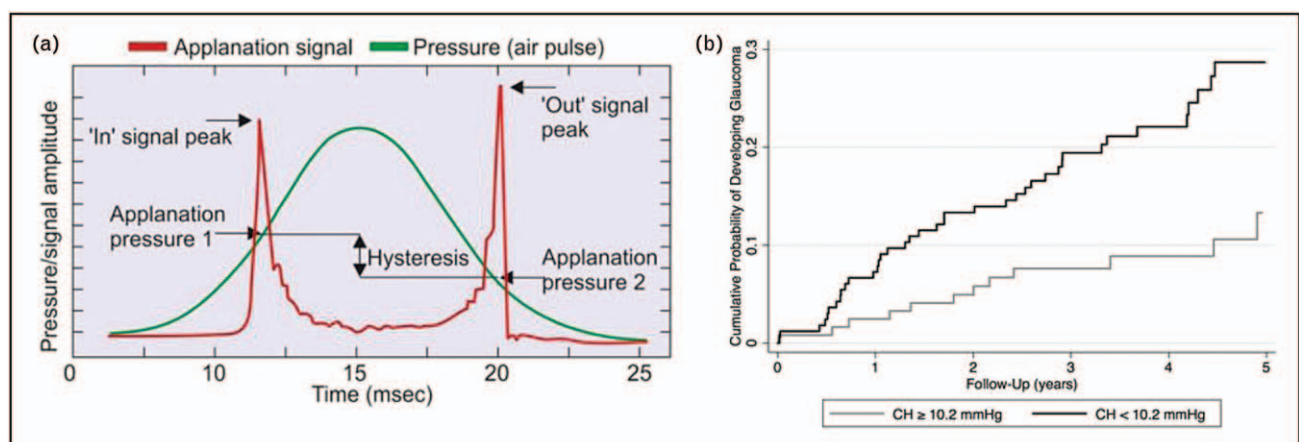 (a)
Applanation signal
Pressure (air pulse)
'In' signal peak
'Out' signal
peak
Applanation
pressure 1
Hysteresis
Applanation
pressure 2
Pressure/signal amplitude
0
10
15
20
25
Time (msec)
(b)
Cumulative Probability of Developing Glaucoma
0.3
0.2
0.1
0
0
1
2
3
4
5
Follow-Up (years)
CH ≥ 10.2 mmHg
CH < 10.2 mmHg